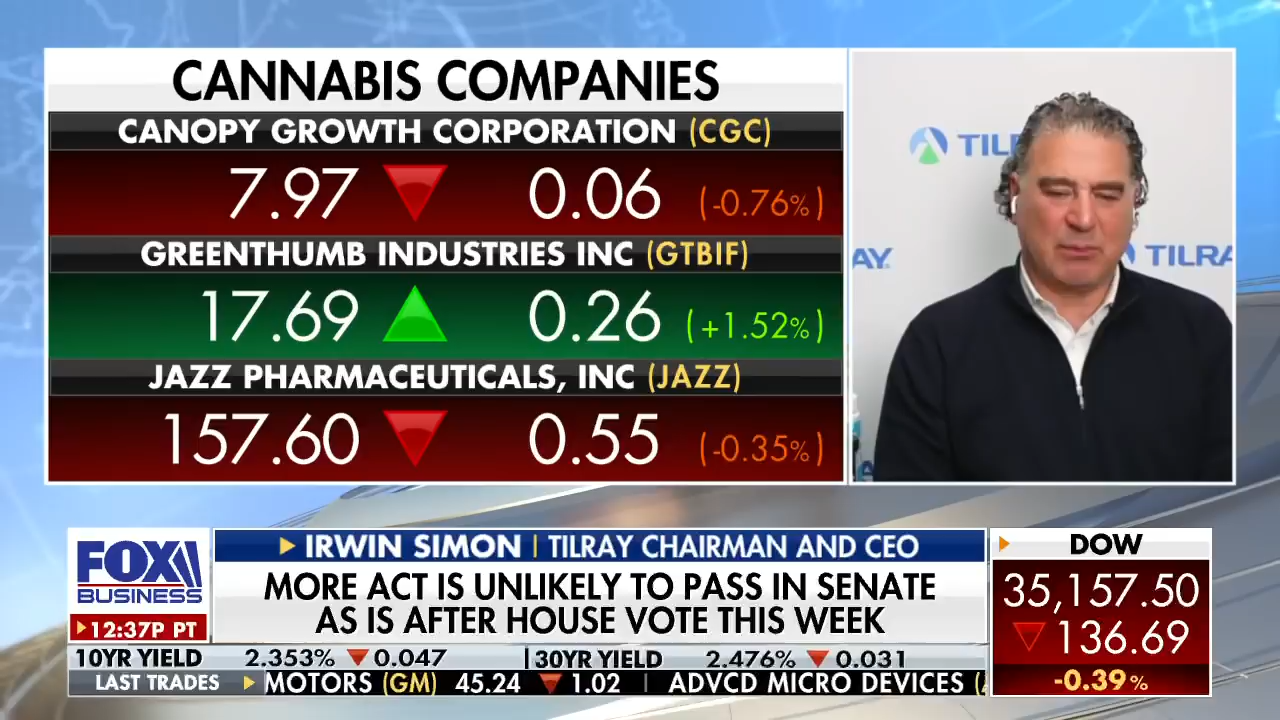 CANNABIS COMPANIES
CANOPY GROWTH CORPORATION (CGC)
7.97 0.06 (-0.76%)
GREENTHUMB INDUSTRIES INC (GTBIF)
17.69 0.26 (+1.52%)
JAZZ PHARMACEUTICALS, INC (JAZZ)
157.60 0.55 (-0.35%)
TIL
AY.
TILRA
FOX
BUSINESS
12:37P PT
IRWIN SIMON | TILRAY CHAIRMAN AND CEO
MORE ACT IS UNLIKELY TO PASS IN SENATE
AS IS AFTER HOUSE VOTE THIS WEEK
DOW
35,157.50
136.69
-0.39%
10YR YIELD 2.353% 0.047 | 30YR YIELD 2.476% 0.031
LAST TRADES MOTORS (GM) 45.24 1.02 | ADVCD MICRO DEVICES (